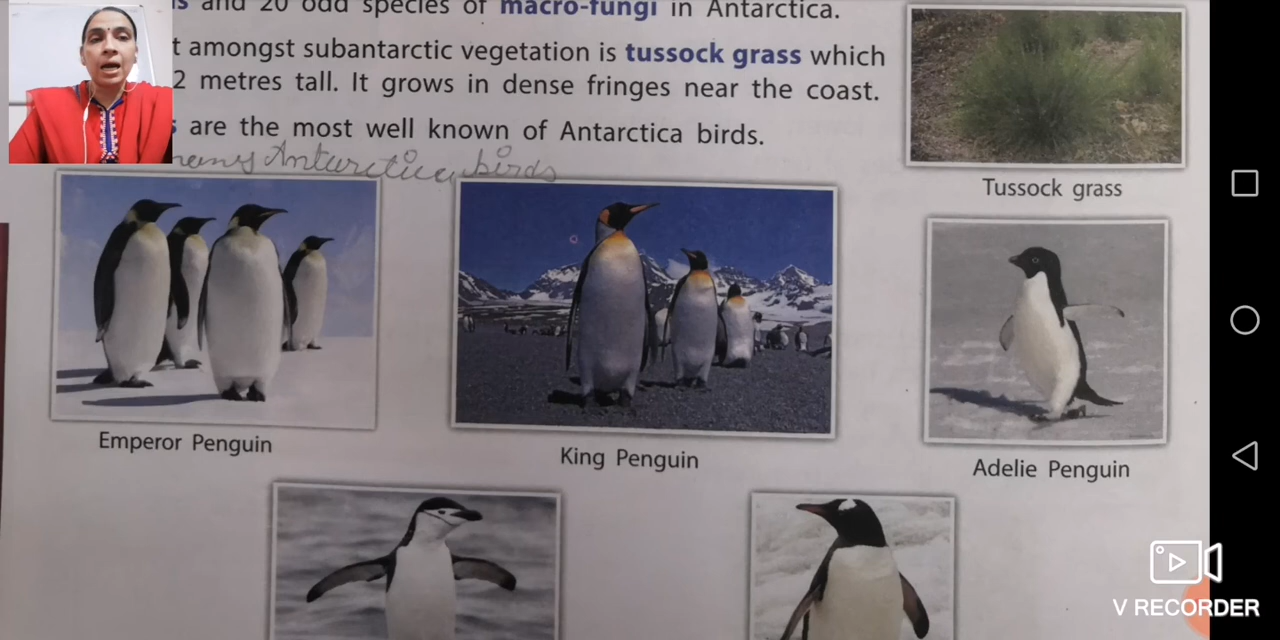 and 20 odd species of macro-fungi in Antarctica.
t amongst subantarctic vegetation is tussock grass which
2 metres tall. It grows in dense fringes near the coast.
are the most well known of Antarctica birds.
Antarctica birds
Tussock grass
Emperor Penguin
King Penguin
Adelie Penguin
V RECORDER